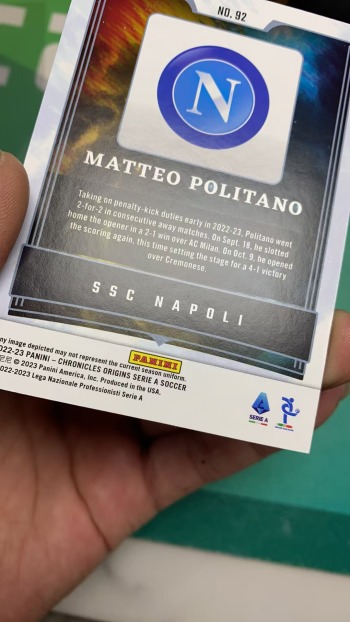 NO. 92
N
MATTEO POLITANO
Taking on penalty-kick duties early in 2022-23, Politano went
2-for-2 in consecutive away matches. On Sept. 18, he slotted
home the opener in a 2-1 win over AC Milan. On Oct. 9, he opened
the scoring again, this time setting the stage for a 4-1 victory
over Cremonese.
SSC NAPOLI
ny image depicted may not represent the current season uniform.
PANINI
022-23 PANINI – CHRONICLES ORIGINS SERIE A SOCCER
© 2023 Panini America, Inc. Produced in the USA.
022-2023 Lega Nazionale Professionisti Serie A
SERIE A